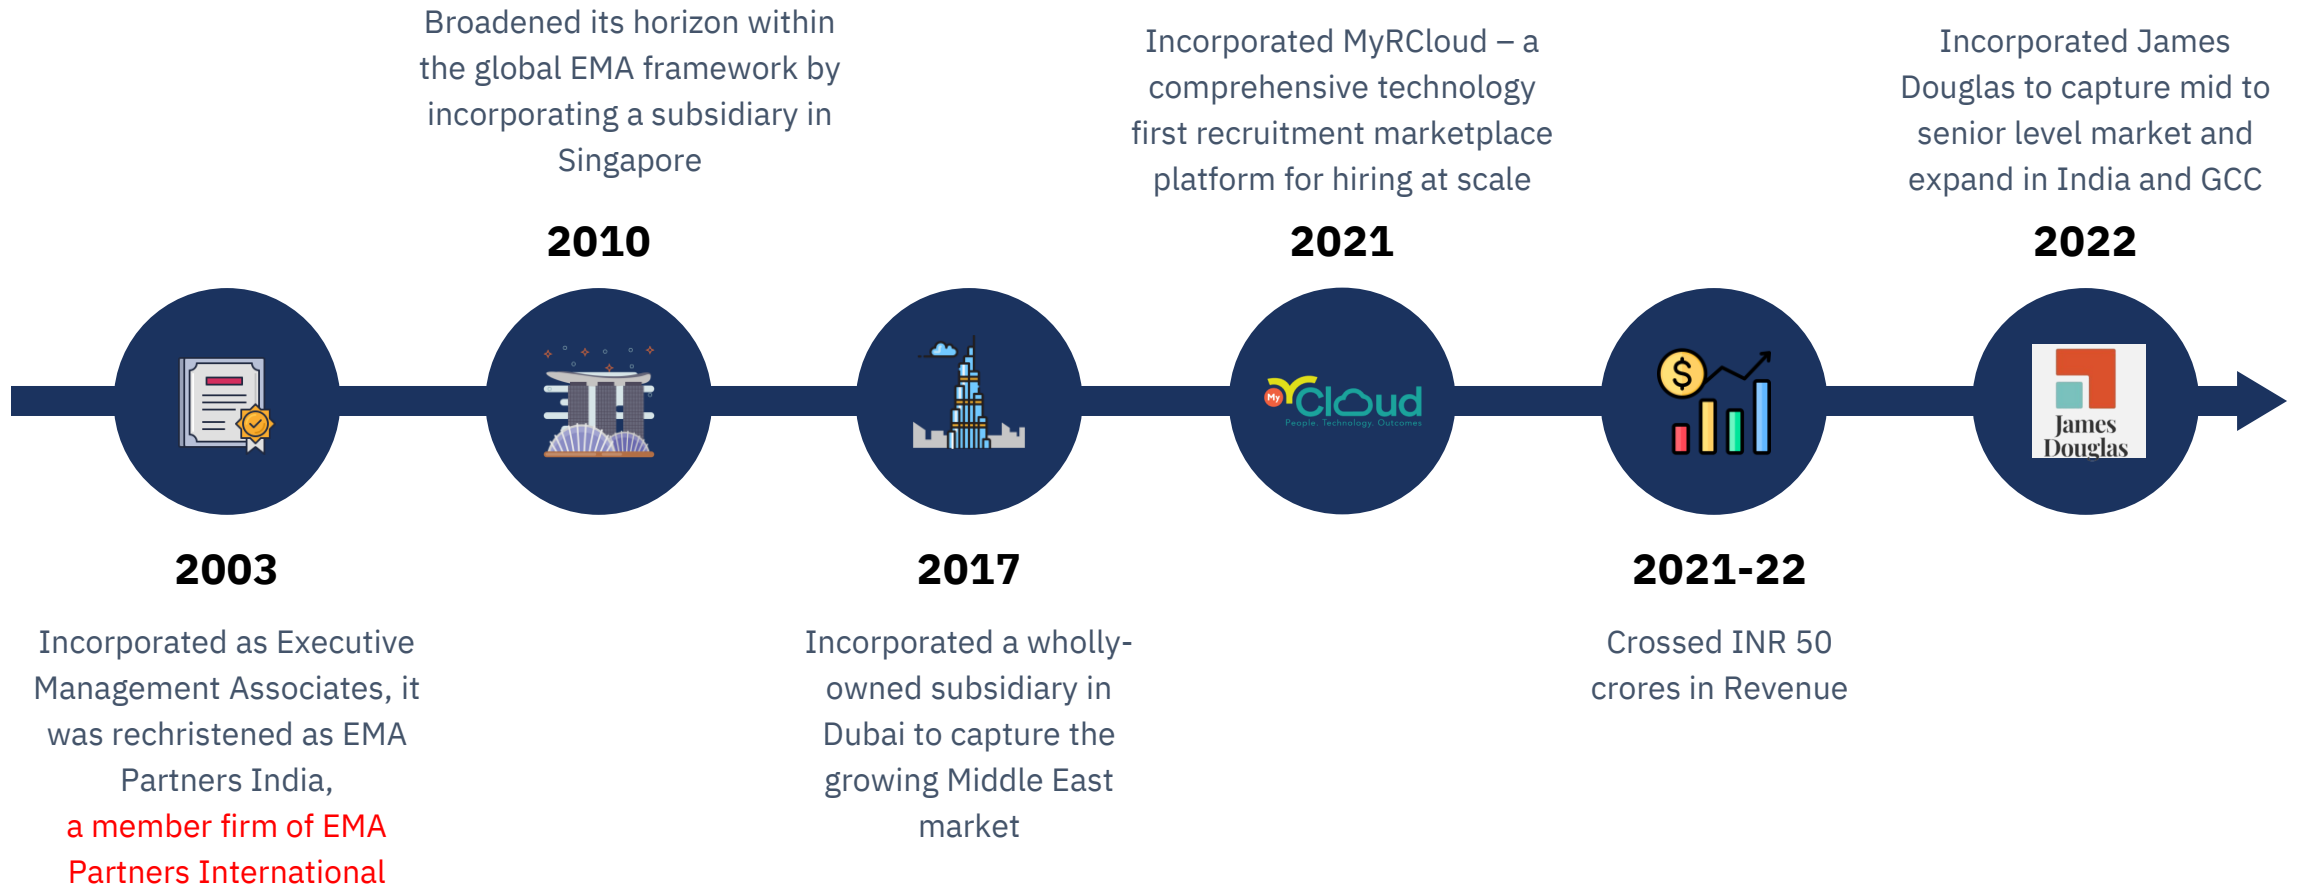 Broadened its horizon within
the global EMA framework by
incorporating a subsidiary in
Singapore
2010
Incorporated MyRCloud – a
comprehensive technology
first recruitment marketplace
platform for hiring at scale
2021
Incorporated James
Douglas to capture mid to
senior level market and
expand in India and GCC
2022
My rCloud
People. Technology. Outcomes
$
James
Douglas
2003
Incorporated as Executive
Management Associates, it
was rechristened as EMA
Partners India,
a member firm of EMA
Partners International
2017
Incorporated a wholly-
owned subsidiary in
Dubai to capture the
growing Middle East
market
2021-22
Crossed INR 50
crores in Revenue